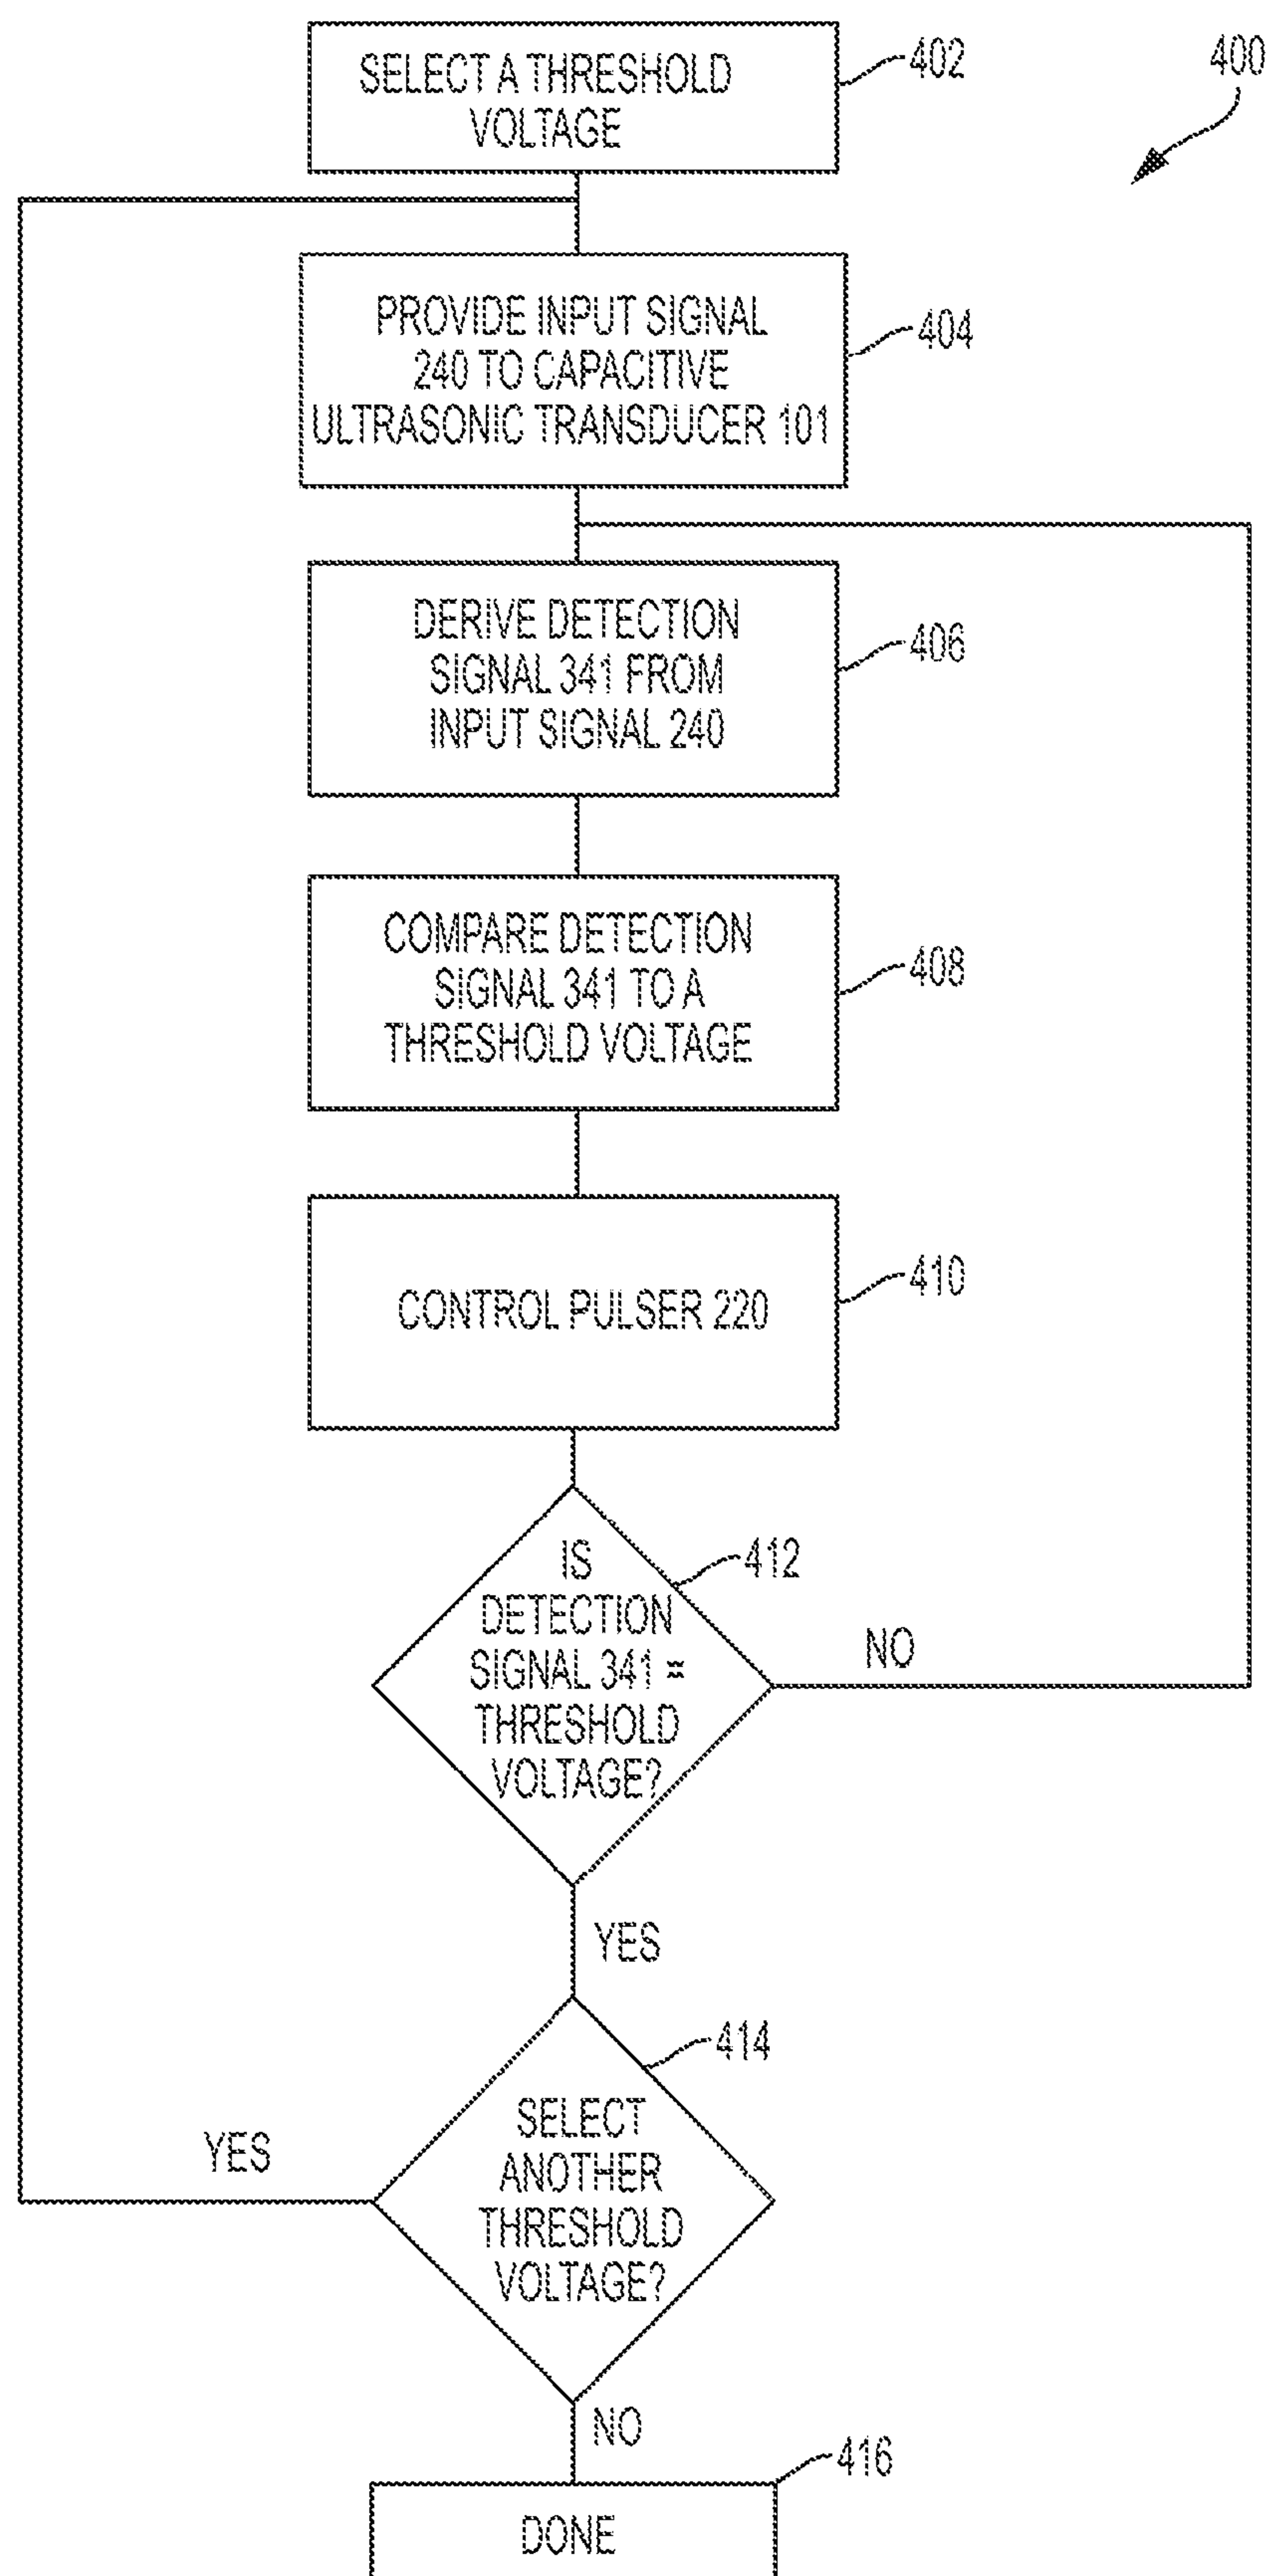 SELECT A THRESHOLD
VOLTAGE
402
400
PROVIDE INPUT SIGNAL
240 TO CAPACITIVE
ULTRASONIC TRANSDUCER 101
404
DERIVE DETECTION
SIGNAL 341 FROM
INPUT SIGNAL 240
406
COMPARE DETECTION
SIGNAL 341 TO A
THRESHOLD VOLTAGE
408
CONTROL PULSER 220
410
IS
DETECTION
SIGNAL 341 =
THRESHOLD
VOLTAGE?
412
NO
YES
414
SELECT
ANOTHER
THRESHOLD
VOLTAGE?
YES
NO
416
DONE